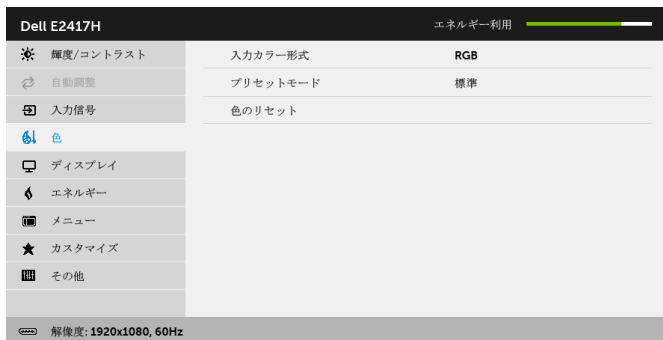 Dell E2417H
エネルギー利用
輝度/コントラスト
自動調整
入力信号
色
ディスプレイ
エネルギー
メニュー
カスタマイズ
その他
入力カラー形式 RGB
プリセットモード 標準
色のリセット
解像度: 1920x1080, 60Hz